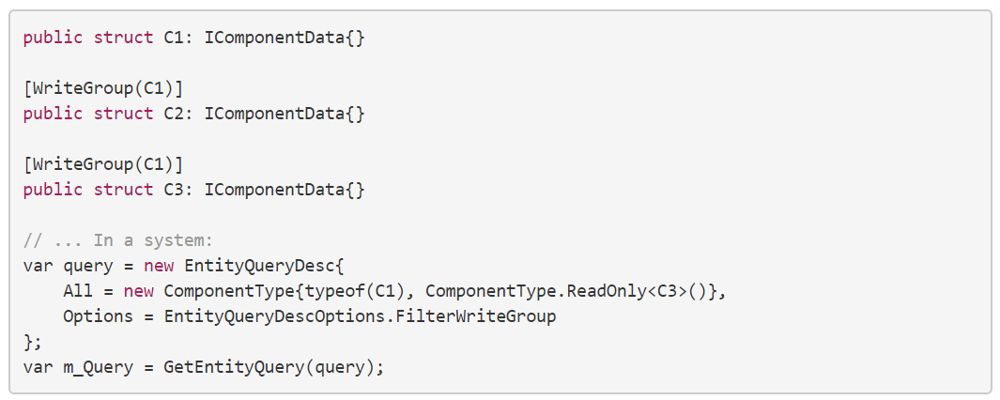 public struct C1: IComponentData{}
[WriteGroup(C1)]
public struct C2: IComponentData{}
[WriteGroup(C1)]
public struct C3: IComponentData{}
// ... In a system:
var query = new EntityQueryDesc{
    All = new ComponentType{typeof(C1), ComponentType.ReadOnly<C3>()},
    Options = EntityQueryDescOptions.FilterWriteGroup
};
var m_Query = GetEntityQuery(query);